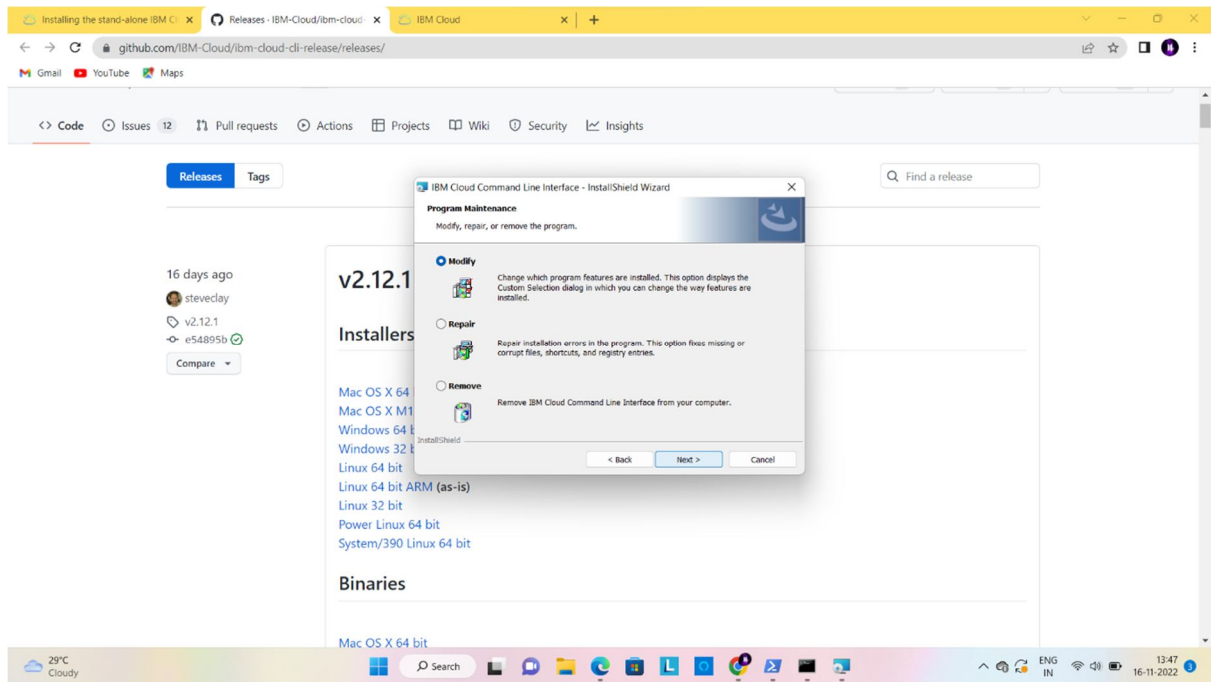 Installing the stand-alone IBM Cl
Releases · IBM-Cloud/ibm-cloud-
IBM Cloud
github.com/IBM-Cloud/ibm-cloud-cli-release/releases/
Gmail
YouTube
Maps
Code
Issues 12
Pull requests
Actions
Projects
Wiki
Security
Insights
Releases
Tags
Find a release
16 days ago
steveclay
v2.12.1
e54895b
Compare
v2.12.1
Installers
Mac OS X 64
Mac OS X M1
Windows 64 b
Windows 32 b
Linux 64 bit
Linux 64 bit ARM (as-is)
Linux 32 bit
Power Linux 64 bit
System/390 Linux 64 bit
Binaries
Mac OS X 64 bit
IBM Cloud Command Line Interface - InstallShield Wizard
Program Maintenance
Modify, repair, or remove the program.
Modify
Change which program features are installed. This option displays the
Custom Selection dialog in which you can change the way features are
installed.
Repair
Repair installation errors in the program. This option fixes missing or
corrupt files, shortcuts, and registry entries.
Remove
Remove IBM Cloud Command Line Interface from your computer.
InstallShield
< Back
Next >
Cancel
29°C
Cloudy
Search
ENG
IN
13:47
16-11-2022
3